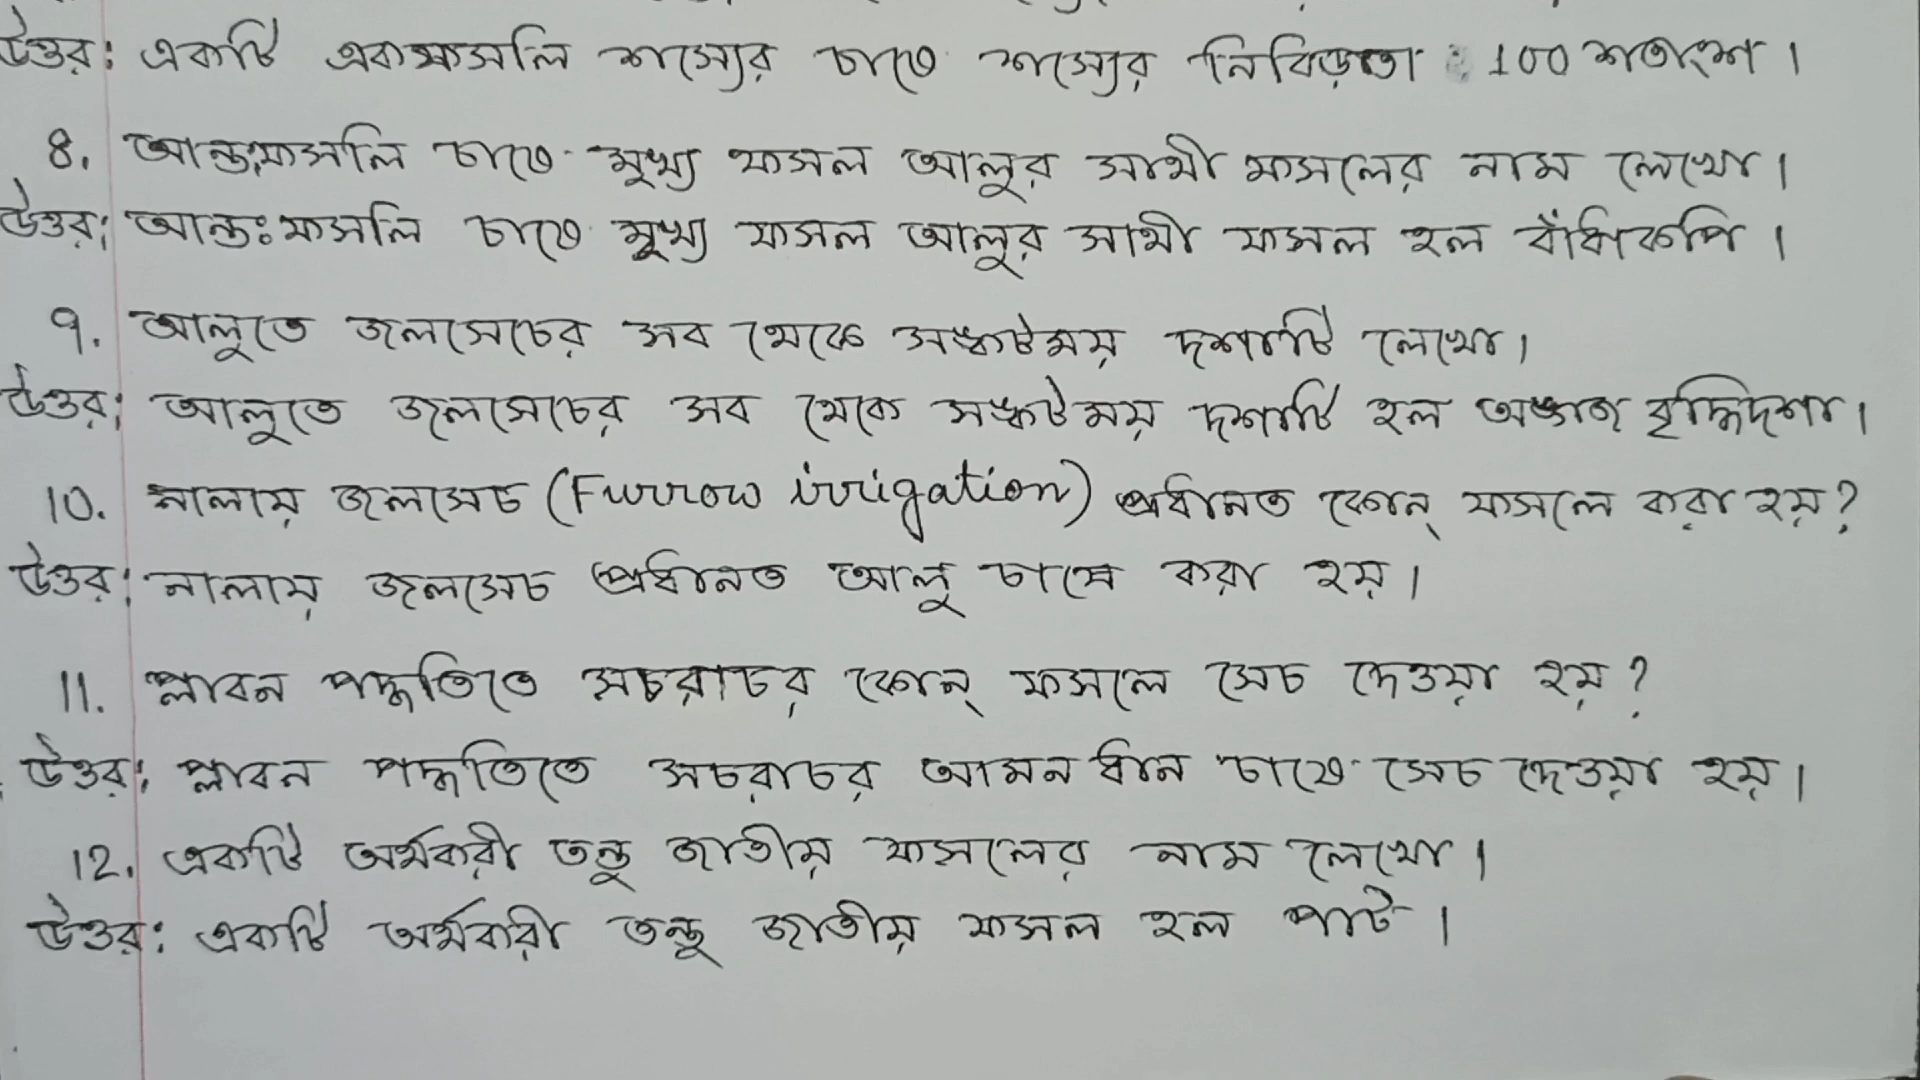 উত্তর: একটি একফসলি শস্যের চাষে শস্যের নিবিড়তা 100 শতাংশ।
8. আন্তঃফসলি চাষে মুখ্য ফসল আলুর সাথী ফসলের নাম লেখো।
উত্তর: আন্তঃফসলি চাষে মুখ্য ফসল আলুর সাথী ফসল হল বাঁধাকপি।
9. আলুতে জলসেচের সব থেকে সঙ্কটময় দশাটি লেখো।
উত্তর: আলুতে জলসেচের সব থেকে সঙ্কটময় দশাটি হল অঙ্গজ বৃদ্ধিদশা।
10. নালায় জলসেচ (Furrow irrigation) প্রধানত কোন্ ফসলে করা হয়?
উত্তর: নালায় জলসেচ প্রধানত আলু চাষে করা হয়।
11. প্লাবন পদ্ধতিতে সচরাচর কোন্ ফসলে সেচ দেওয়া হয়?
উত্তর: প্লাবন পদ্ধতিতে সচরাচর আমন ধান চাষে সেচ দেওয়া হয়।
12. একটি অর্থকারী তন্তু জাতীয় ফসলের নাম লেখো।
উত্তর: একটি অর্থকারী তন্তু জাতীয় ফসল হল পাট।